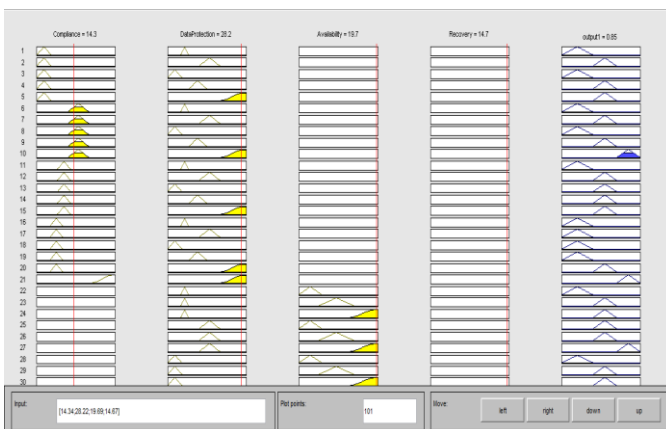 Compliance = 14.3
DataProtection = 28.2
Availability = 19.7
Recovery = 14.7
output1 = 0.85
1
2
3
4
5
6
7
8
9
10
11
12
13
14
15
16
17
18
19
20
21
22
23
24
25
26
27
28
29
30
Input:
[14.34;28.22;19.69;14.67]
Plot points:
101
Move:
left
right
down
up